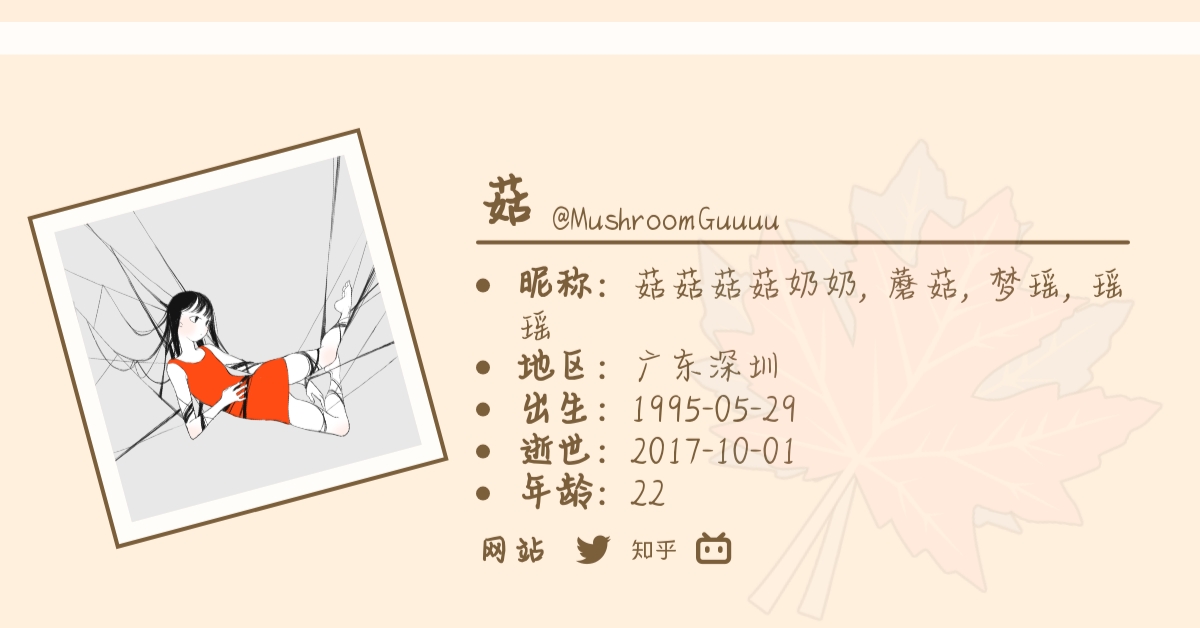 菇 @MushroomGuuuu
● 昵称： 菇菇菇菇奶奶, 蘑菇, 梦瑶, 瑶
瑶
● 地区： 广东深圳
● 出生： 1995-05-29
● 逝世： 2017-10-01
● 年龄： 22
网站 知乎